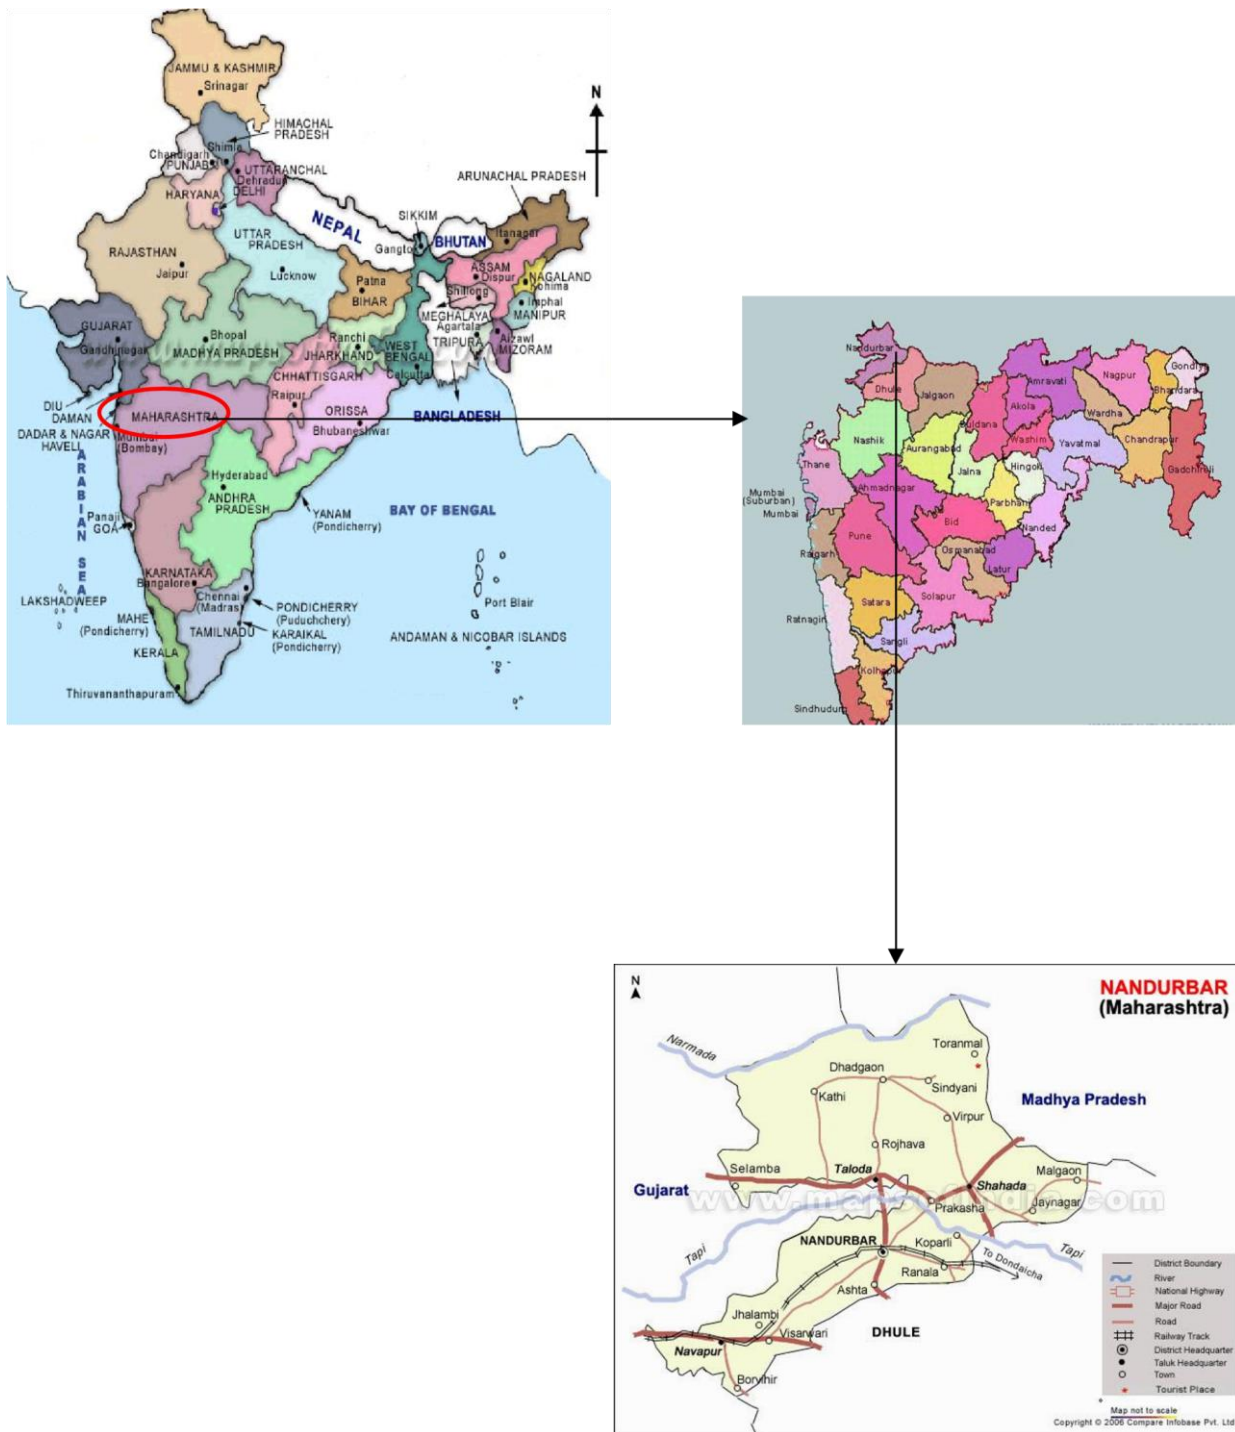 JAMMU & KASHMIR
Srinagar
HIMACHAL
PRADESH
Shimla
Chandigarh
PUNJAB
UTTARANCHAL
Dehradun
DELHI
HARYANA
N
ARUNACHAL PRADESH
SIKKIM
NEPAL
BHUTAN
Gangto
Itanagar
RAJASTHAN
Jaipur
UTTAR
PRADESH
Lucknow
ASSAM
Dispur
NAGALAND
Kohima
Patna
BIHAR
Shillong
Imphal
MANIPUR
MEGHALAYA
Agartala
TRIPURA
Aizawl
MIZORAM
GUJARAT
Gandhinagar
Bhopal
MADHYA PRADESH
Ranchi
JHARKHAND
WEST
BENGAL
Calcutta
CHHATTISGARH
Raipur
ORISSA
Bhubaneshwar
BANGLADESH
DIU
DAMAN
DADAR & NAGAR
HAVELI
MAHARASHTRA
Mumbai
(Bombay)
ARABIAN SEA
Hyderabad
ANDHRA
PRADESH
YANAM
(Pondicherry)
BAY OF BENGAL
Panaji
GOA
KARNATAKA
Bangalore
Chennai
(Madras)
PONDICHERRY
(Puduchchery)
LAKSHADWEEP
MAHE
(Pondicherry)
TAMILNADU
KARAIKAL
(Pondicherry)
KERALA
Thiruvananthapuram
Port Blair
ANDAMAN & NICOBAR ISLANDS
Nandurbar
Dhule
Jalgaon
Amravati
Nagpur
Gondly
Bhandara
Akola
Wardha
Buldana
Nashik
Aurangabad
Washim
Yavatmal
Chandrapur
Thane
Jalna
Hingoli
Gadchiroli
Mumbai
(Suburban)
Mumbai
Ahmadnagar
Parbhani
Bid
Nanded
Pune
Raigarh
Osmanabad
Latur
Satara
Solapur
Ratnagiri
Sangli
Kolhapur
Sindhudurg
N
NANDURBAR
(Maharashtra)
Narmada
Toranmal
Dhadgaon
Sindyani
Kathi
Madhya Pradesh
Virpur
Rojhava
Selamba
Taloda
Malgaon
Gujarat
Shahada
www.mapsofindia.com
Prakasha
Jaynagar
Tapi
NANDURBAR
Koparli
Tapi
To Dondaicha
Ranala
Ashta
Jhalambi
DHULE
Visarwari
Navapur
Borvihir
District Boundary
River
National Highway
Major Road
Road
Railway Track
District Headquarter
Taluk Headquarter
Town
Tourist Place
Map not to scale
Copyright © 2006 Compare Infobase Pvt. Ltd